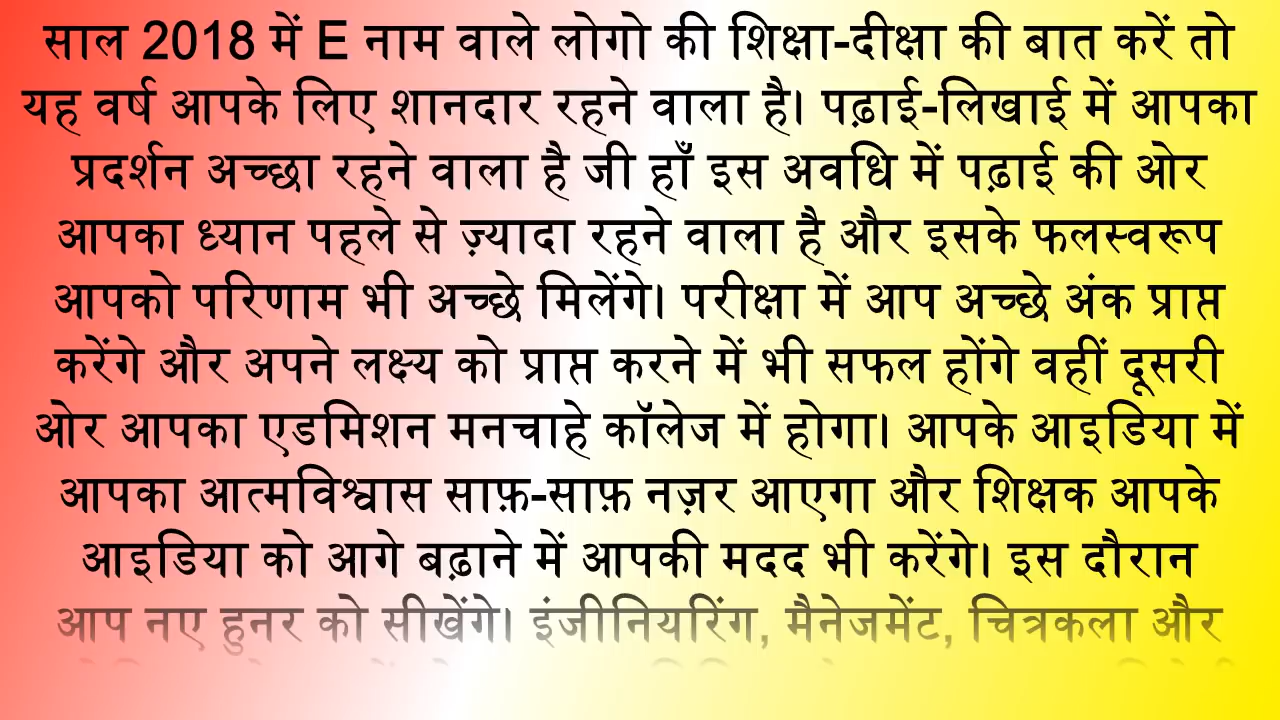 साल 2018 में E नाम वाले लोगो की शिक्षा-दीक्षा की बात करें तो
यह वर्ष आपके लिए शानदार रहने वाला है। पढ़ाई-लिखाई में आपका
प्रदर्शन अच्छा रहने वाला है जी हाँ इस अवधि में पढ़ाई की ओर
आपका ध्यान पहले से ज़्यादा रहने वाला है और इसके फलस्वरूप
आपको परिणाम भी अच्छे मिलेंगे। परीक्षा में आप अच्छे अंक प्राप्त
करेंगे और अपने लक्ष्य को प्राप्त करने में भी सफल होंगे वहीं दूसरी
ओर आपका एडमिशन मनचाहे कॉलेज में होगा। आपके आइडिया में
आपका आत्मविश्वास साफ़-साफ़ नज़र आएगा और शिक्षक आपके
आइडिया को आगे बढ़ाने में आपकी मदद भी करेंगे। इस दौरान
आप नए हुनर को सीखेंगे। इंजीनियरिंग, मैनेजमेंट, चित्रकला और